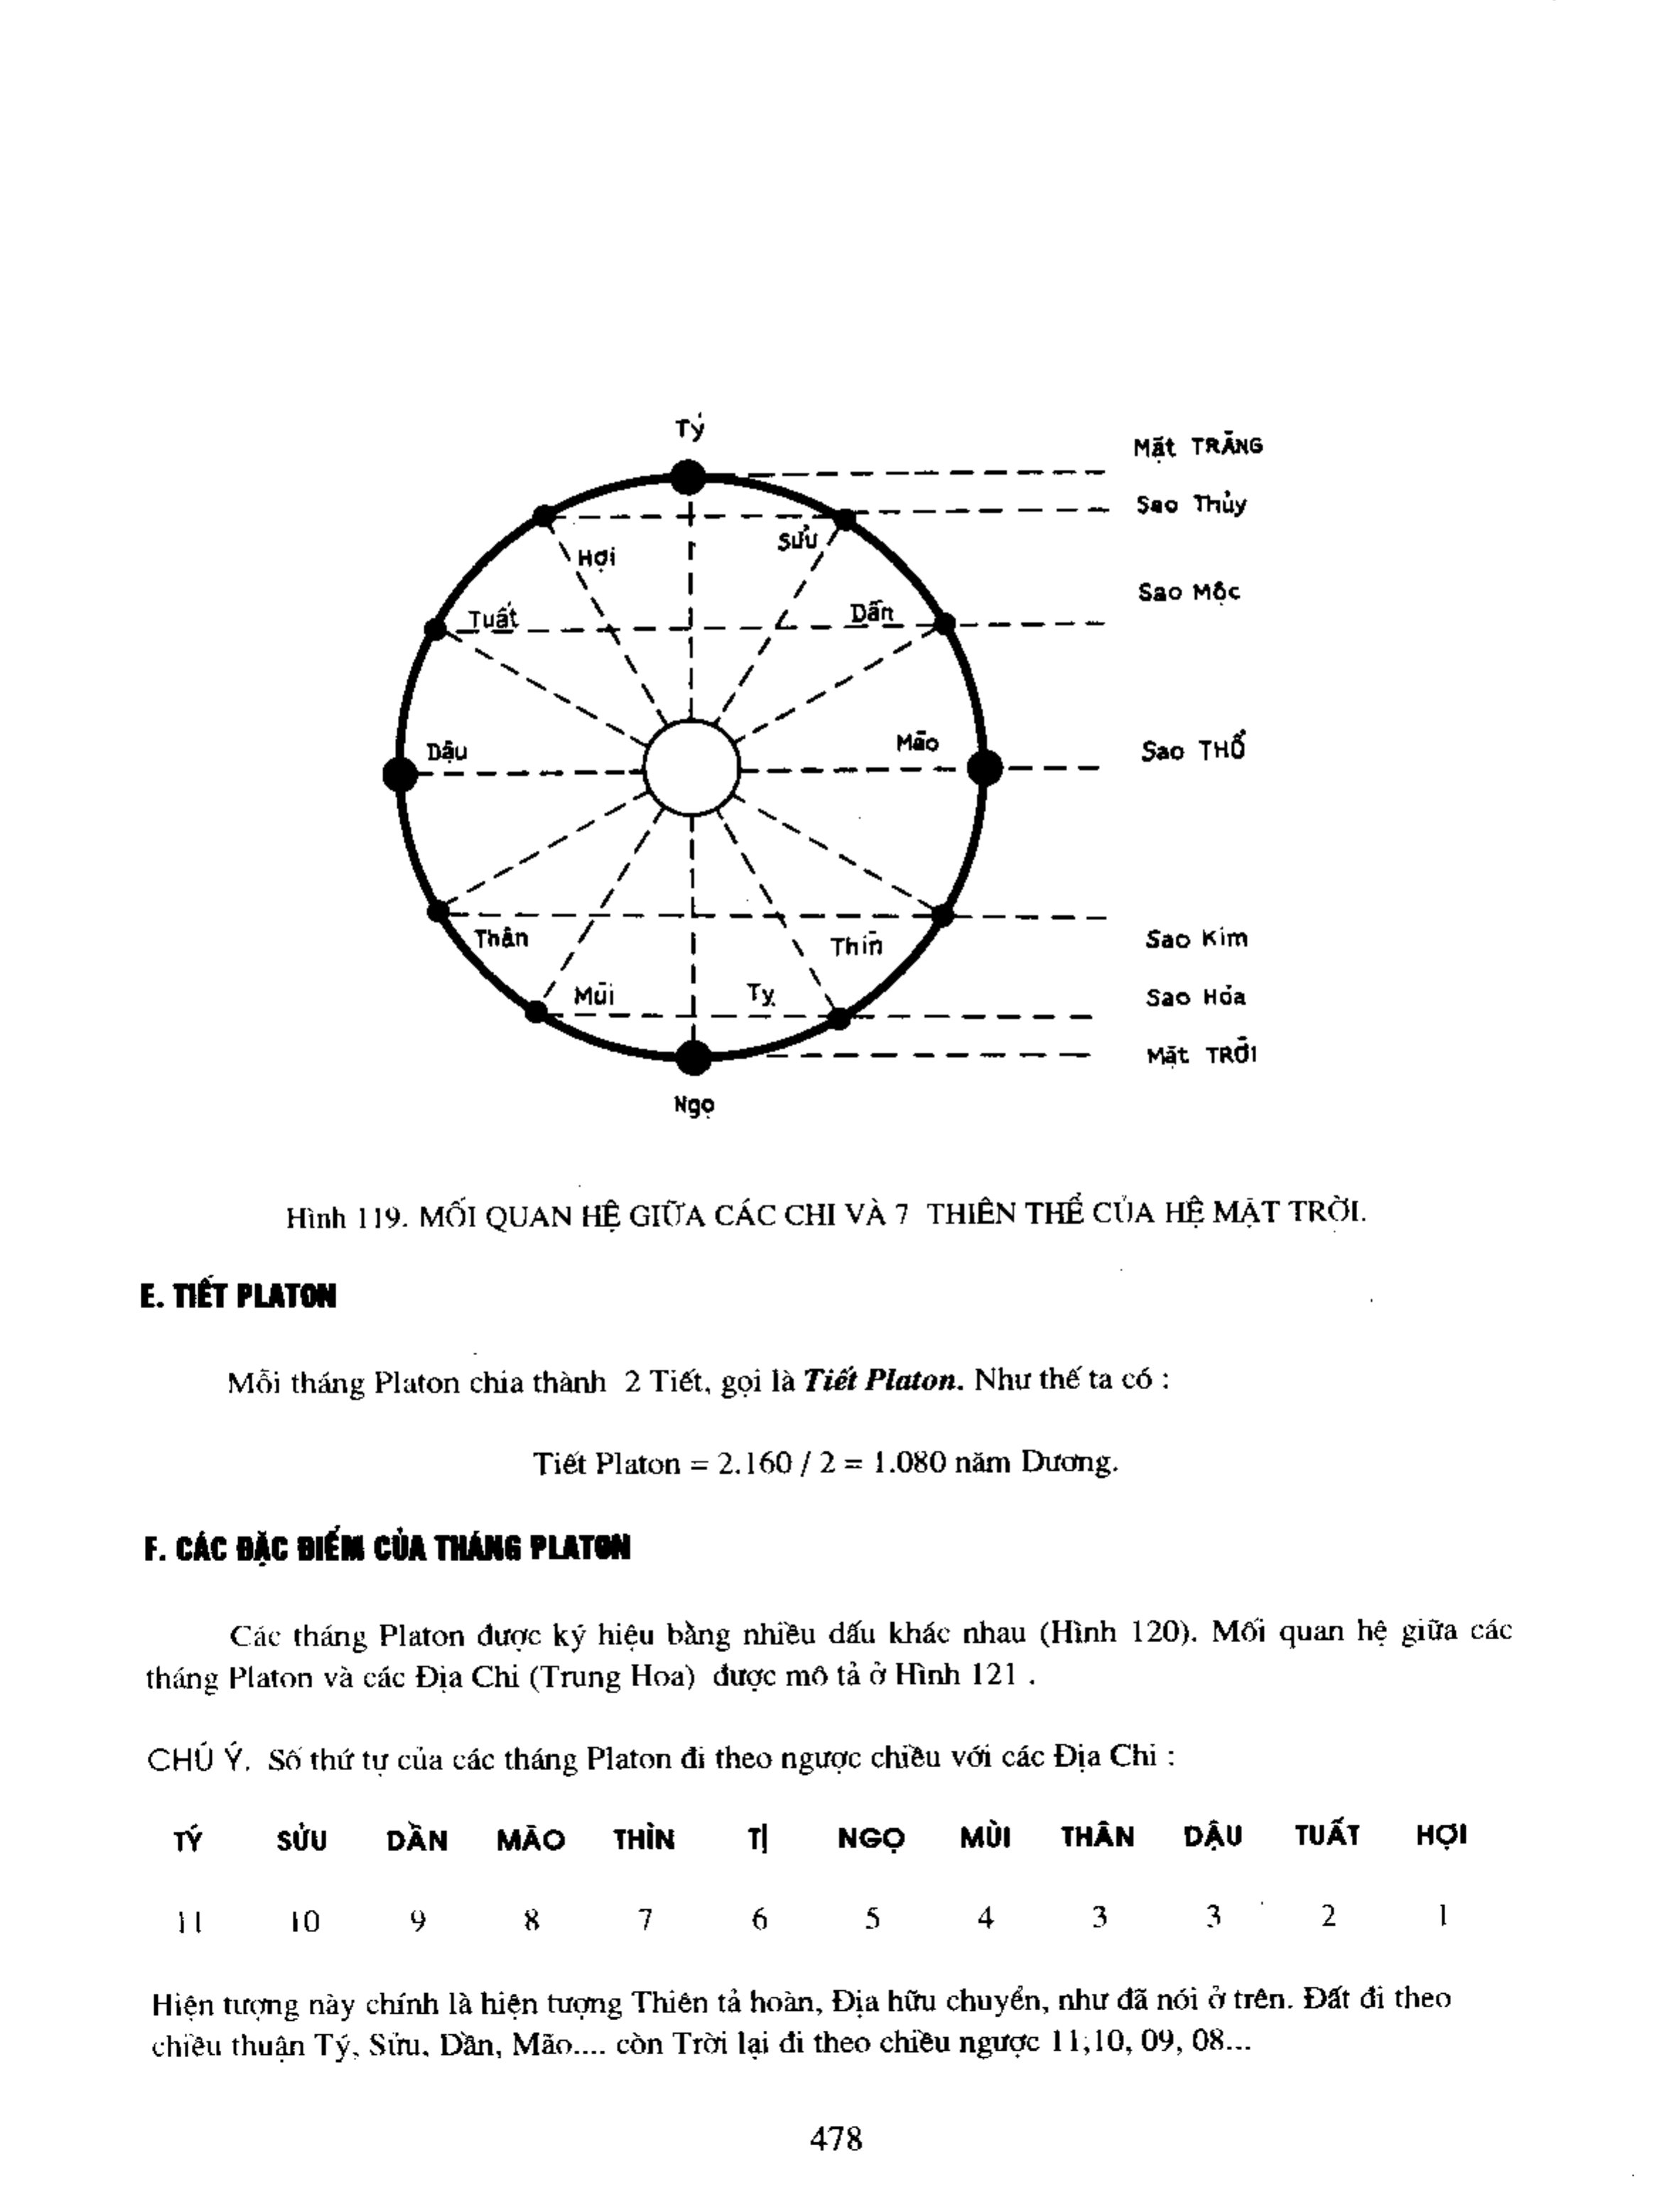 Tý
Mặt TRĂNG
Sao Thủy
Hợi
Sửu
Sao Mộc
Tuất
Dần
Dậu
Mão
Sao THỔ
Thân
Thìn
Sao Kim
Mùi
Tỵ
Sao Hỏa
Mặt TRỜI
Ngọ
Hình 119. MỐI QUAN HỆ GIỮA CÁC CHI VÀ 7 THIÊN THỂ CỦA HỆ MẶT TRỜI.
E. TIẾT PLATON
Mỗi tháng Platon chia thành 2 Tiết, gọi là Tiết Platon. Như thế ta có :
Tiết Platon = 2.160 / 2 = 1.080 năm Dương.
F. CÁC ĐẶC ĐIỂM CỦA THÁNG PLATON
Các tháng Platon được ký hiệu bằng nhiều dấu khác nhau (Hình 120). Mối quan hệ giữa các
tháng Platon và các Địa Chi (Trung Hoa) được mô tả ở Hình 121 .
CHÚ Ý. Số thứ tự của các tháng Platon đi theo ngược chiều với các Địa Chi :
TÝ SỬU DẦN MÃO THÌN TỊ NGỌ MÙI THÂN DẬU TUẤT HỢI
11 10 9 8 7 6 5 4 3 3 2 1
Hiện tượng này chính là hiện tượng Thiên tả hoàn, Địa hữu chuyển, như đã nói ở trên. Đất đi theo
chiều thuận Tý, Sửu, Dần, Mão.... còn Trời lại đi theo chiều ngược 11;10, 09, 08...
478